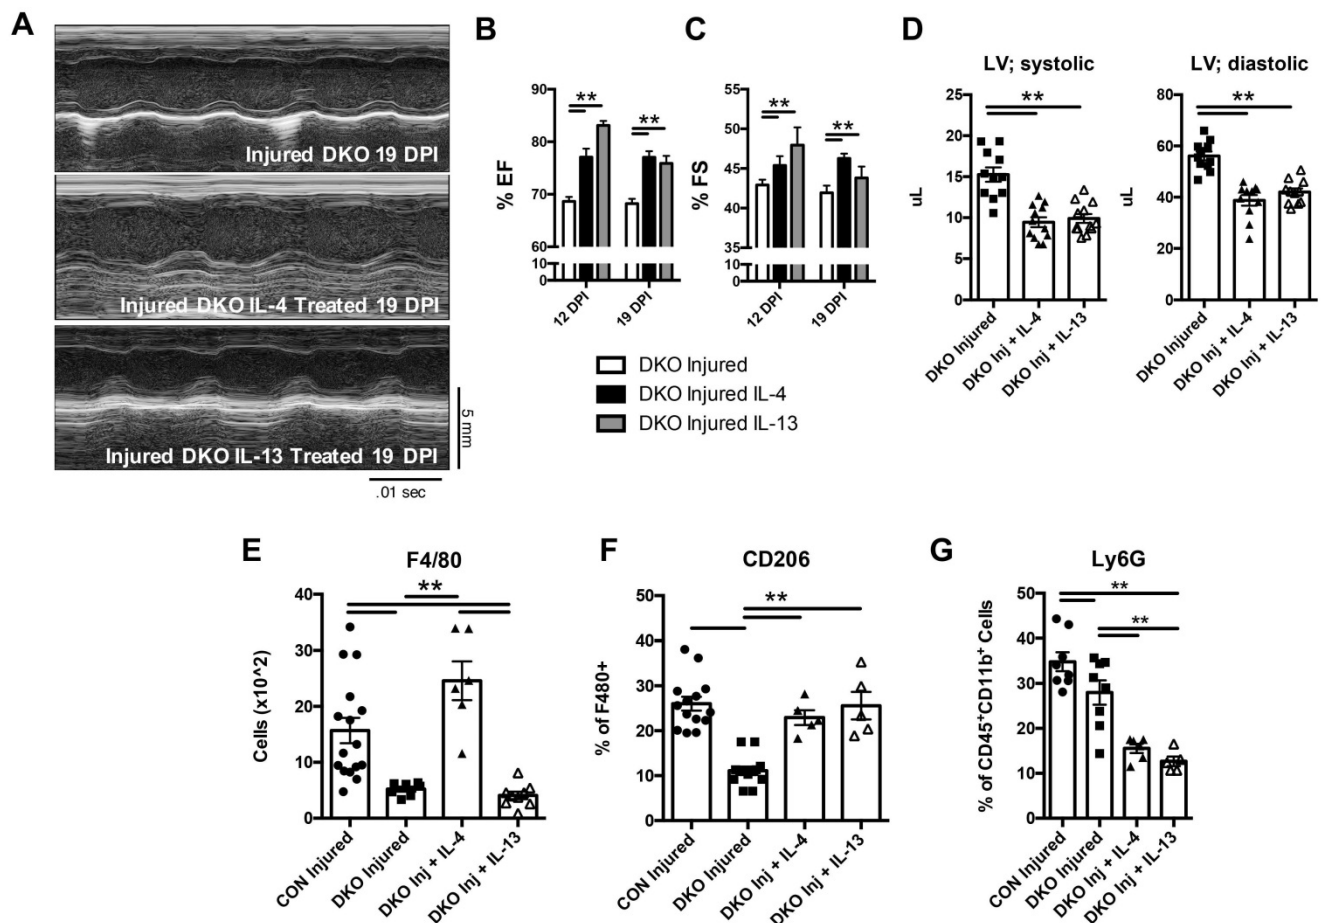 A
Injured DKO 19 DPI
Injured DKO IL-4 Treated 19 DPI
Injured DKO IL-13 Treated 19 DPI
5 mm
.01 sec
B
% EF
90
80
70
60
10
0
**
**
12 DPI
19 DPI
C
% FS
55
50
45
40
35
10
0
**
**
12 DPI
19 DPI
DKO Injured
DKO Injured IL-4
DKO Injured IL-13
D
LV; systolic
uL
25
20
15
10
5
0
**
DKO Injured
DKO Inj + IL-4
DKO Inj + IL-13
LV; diastolic
uL
80
60
40
20
0
**
DKO Injured
DKO Inj + IL-4
DKO Inj + IL-13
E
F4/80
Cells (x10^2)
40
30
20
10
0
**
CON Injured
DKO Injured
DKO Inj + IL-4
DKO Inj + IL-13
F
CD206
% of F480+
50
40
30
20
10
0
**
CON Injured
DKO Injured
DKO Inj + IL-4
DKO Inj + IL-13
G
Ly6G
% of CD45⁺CD11b⁺ Cells
50
40
30
20
10
0
**
**
CON Injured
DKO Injured
DKO Inj + IL-4
DKO Inj + IL-13